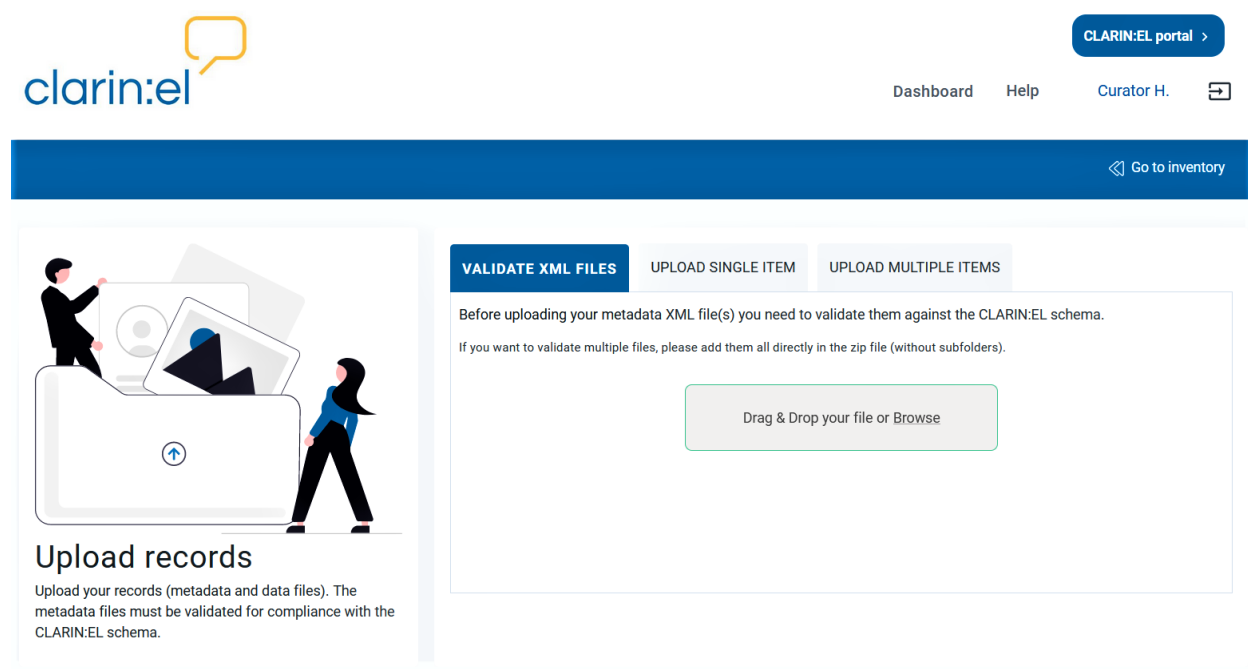 clarin:el
CLARIN:EL portal
Dashboard Help Curator H.
Go to inventory
VALIDATE XML FILES UPLOAD SINGLE ITEM UPLOAD MULTIPLE ITEMS
Before uploading your metadata XML file(s) you need to validate them against the CLARIN:EL schema.
If you want to validate multiple files, please add them all directly in the zip file (without subfolders).
Drag & Drop your file or Browse
Upload records
Upload your records (metadata and data files). The
metadata files must be validated for compliance with the
CLARIN:EL schema.